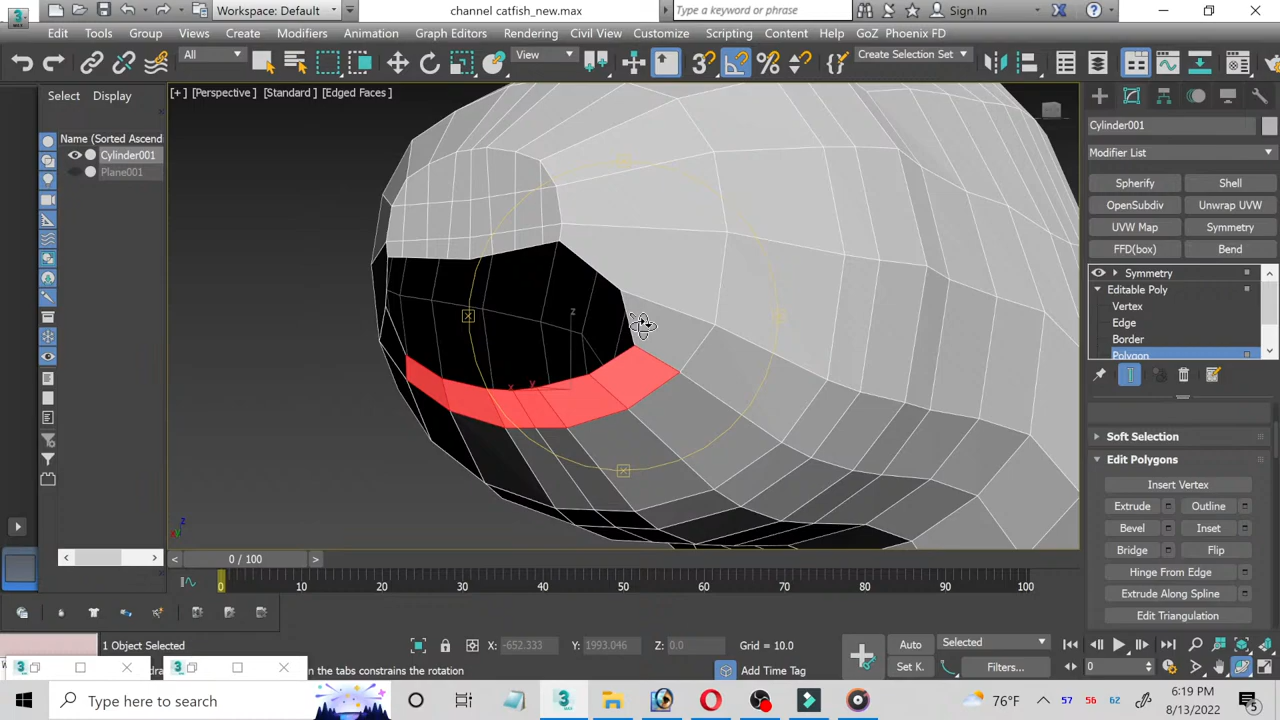 Workspace: Default
channel catfish_new.max
Type a keyword or phrase
Sign In
Edit Tools Group Views Create Modifiers Animation Graph Editors Rendering Civil View Customize Scripting Content Help GoZ Phoenix FD
All
View
Create Selection Set
Select Display
Name (Sorted Ascend
Cylinder001
Plane001
[+] [Perspective] [Standard] [Edged Faces]
z
x
y
Cylinder001
Modifier List
Spherify Shell
OpenSubdiv Unwrap UVW
UVW Map Symmetry
FFD(box) Bend
Symmetry
Editable Poly
Vertex
Edge
Border
Polygon
Soft Selection
Edit Polygons
Insert Vertex
Extrude Outline
Bevel Inset
Bridge Flip
Hinge From Edge
Extrude Along Spline
Edit Triangulation
0 / 100
0 10 20 30 40 50 60 70 80 90 100
1 Object Selected
X: -652.333 Y: 1993.046 Z: 0.0 Grid = 10.0
Auto
Selected
in the tabs constrains the rotation
Add Time Tag
Set K.
Filters...
0
Type here to search
76°F
57 56 62
6:19 PM
8/13/2022